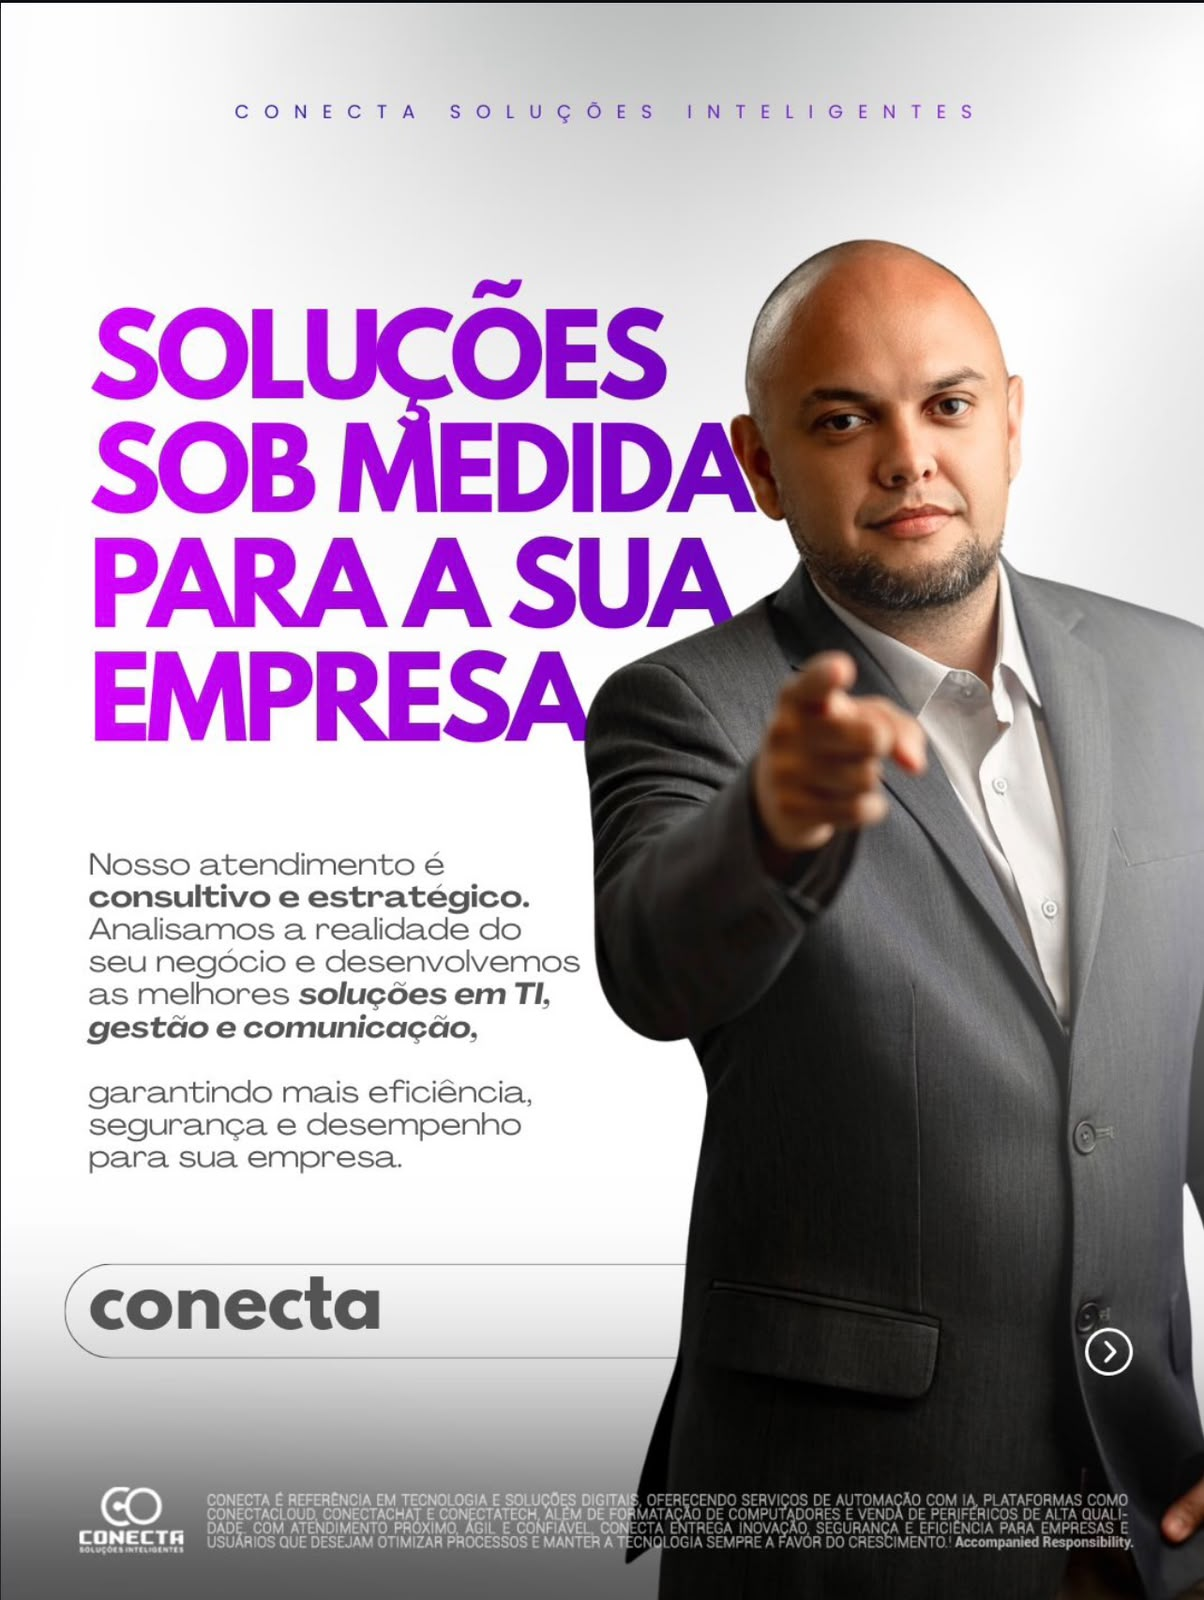 CONECTA SOLUÇÕES INTELIGENTES
SOLUÇÕES
SOB MEDIDA
PARA A SUA
EMPRESA
Nosso atendimento é
consultivo e estratégico.
Analisamos a realidade do
seu negócio e desenvolvemos
as melhores soluções em TI,
gestão e comunicação,
garantindo mais eficiência,
segurança e desempenho
para sua empresa.
conecta
CONECTA
SOLUÇÕES INTELIGENTES
CONECTA É REFERÊNCIA EM TECNOLOGIA E SOLUÇÕES DIGITAIS, OFERECENDO SERVIÇOS DE AUTOMAÇÃO COM IA, PLATAFORMAS COMO
CONECTACLOUD, CONECTACHAT E CONECTATECH, ALÉM DE FORMATAÇÃO DE COMPUTADORES E VENDA DE PERIFÉRICOS DE ALTA QUALI-
DADE, COM ATENDIMENTO PRÓXIMO, ÁGIL E CONFIÁVEL, CONECTA ENTREGA INOVAÇÃO, SEGURANÇA E EFICIÊNCIA PARA EMPRESAS E
USUÁRIOS QUE DESEJAM OTIMIZAR PROCESSOS E MANTER A TECNOLOGIA SEMPRE A FAVOR DO CRESCIMENTO.! Accompanied Responsibility.